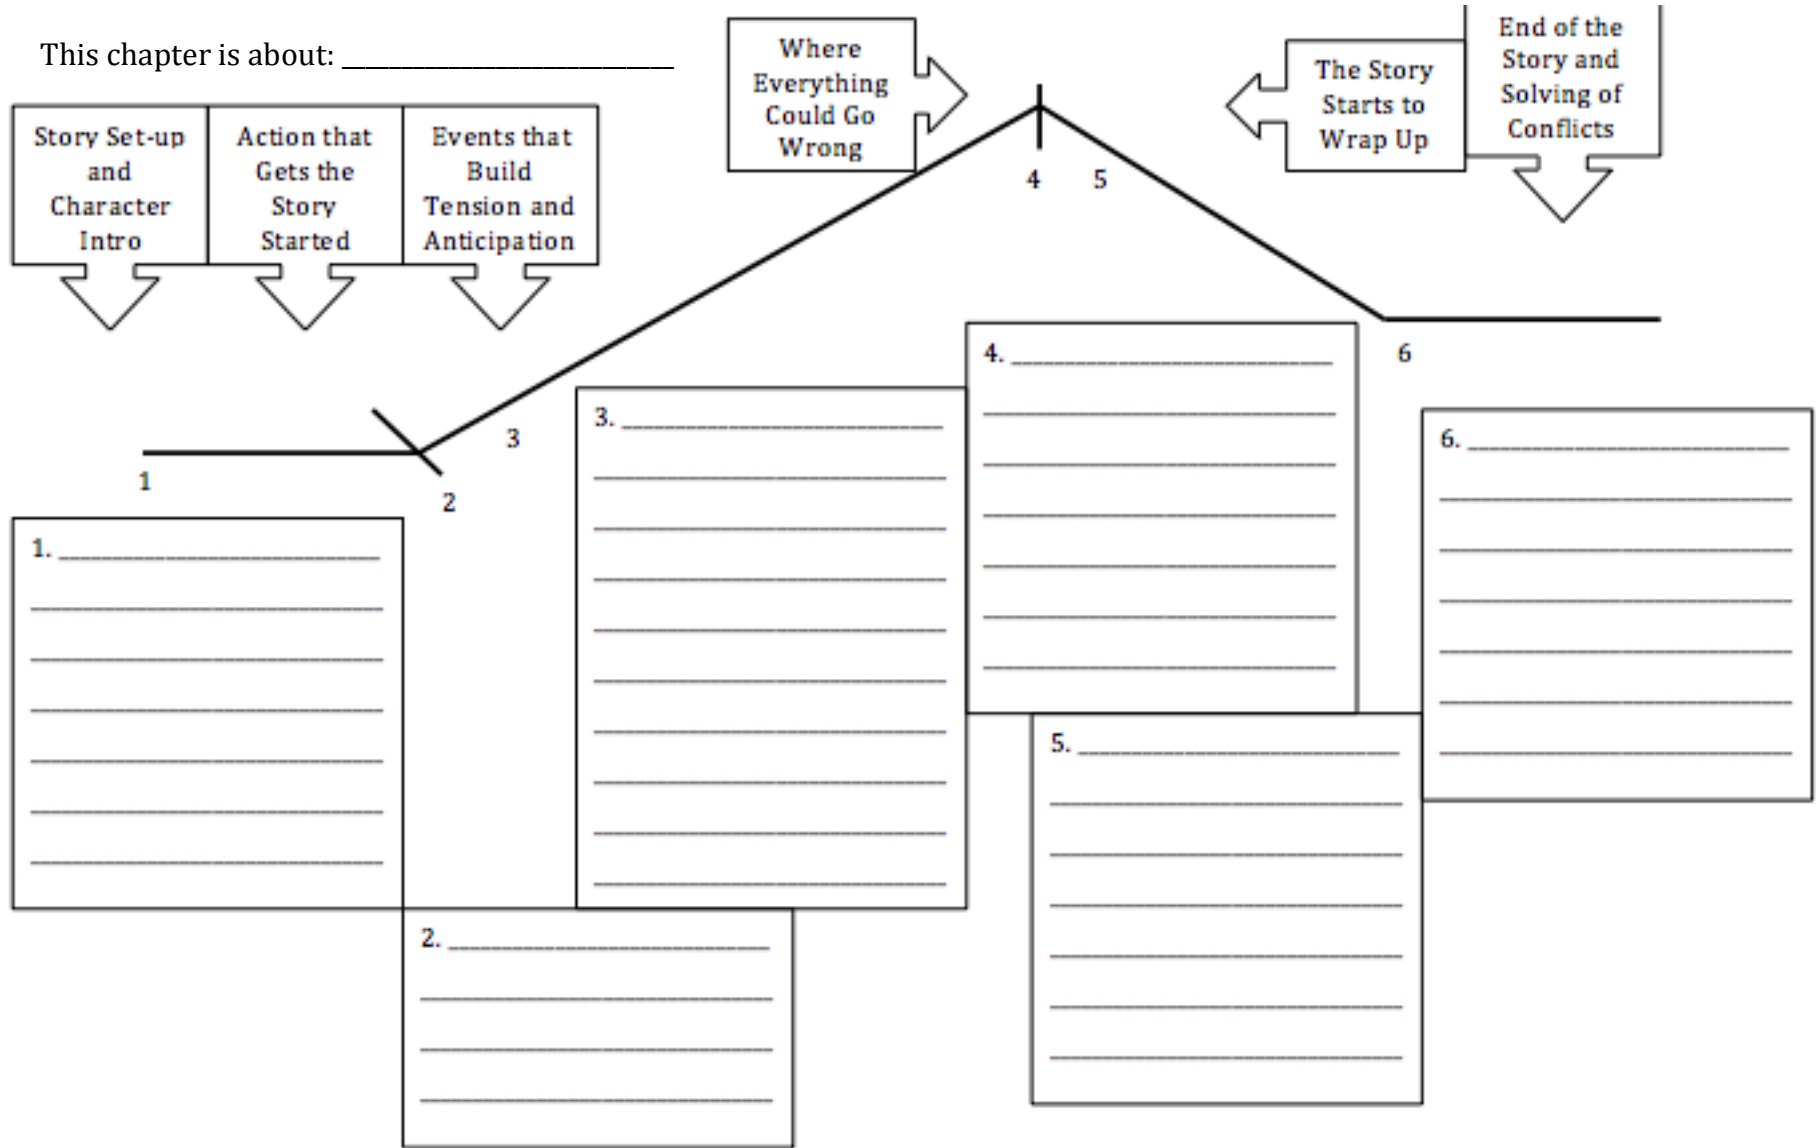 This chapter is about: ____________________________
Story Set-up
and
Character
Intro
Action that
Gets the
Story
Started
Events that
Build
Tension and
Anticipation
Where
Everything
Could Go
Wrong
The Story
Starts to
Wrap Up
End of the
Story and
Solving of
Conflicts
1
2
3
4
5
6
1.
2.
3.
4.
5.
6.